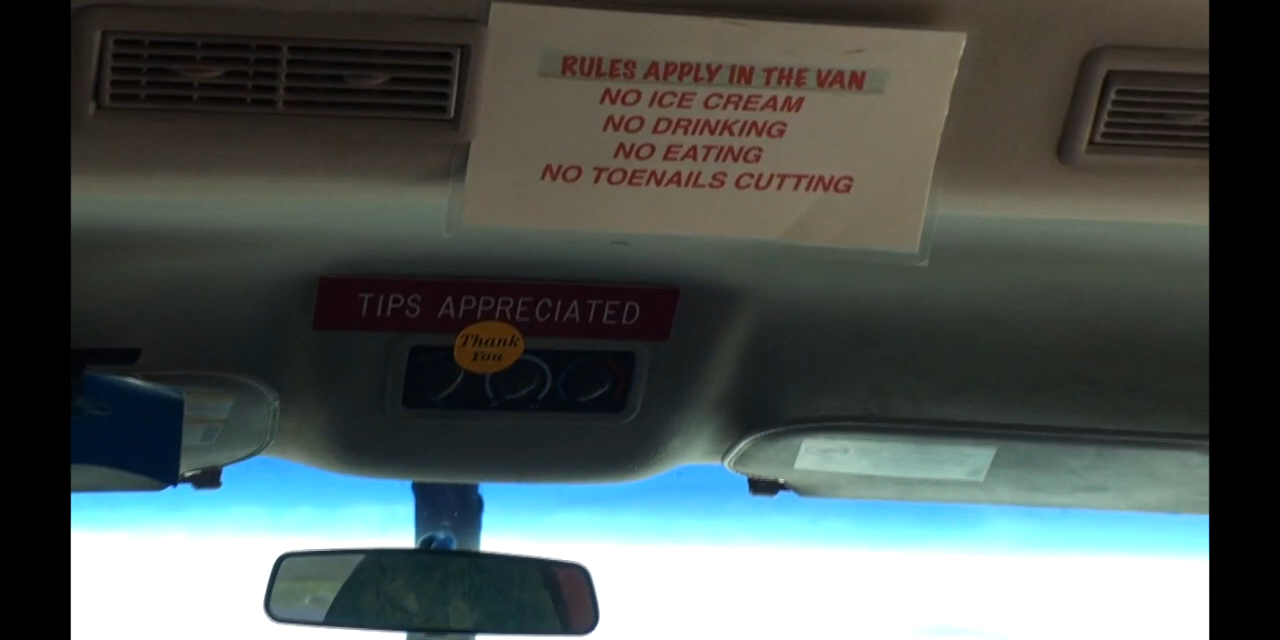 RULES APPLY IN THE VAN
NO ICE CREAM
NO DRINKING
NO EATING
NO TOENAILS CUTTING
TIPS APPRECIATED
Thank
You